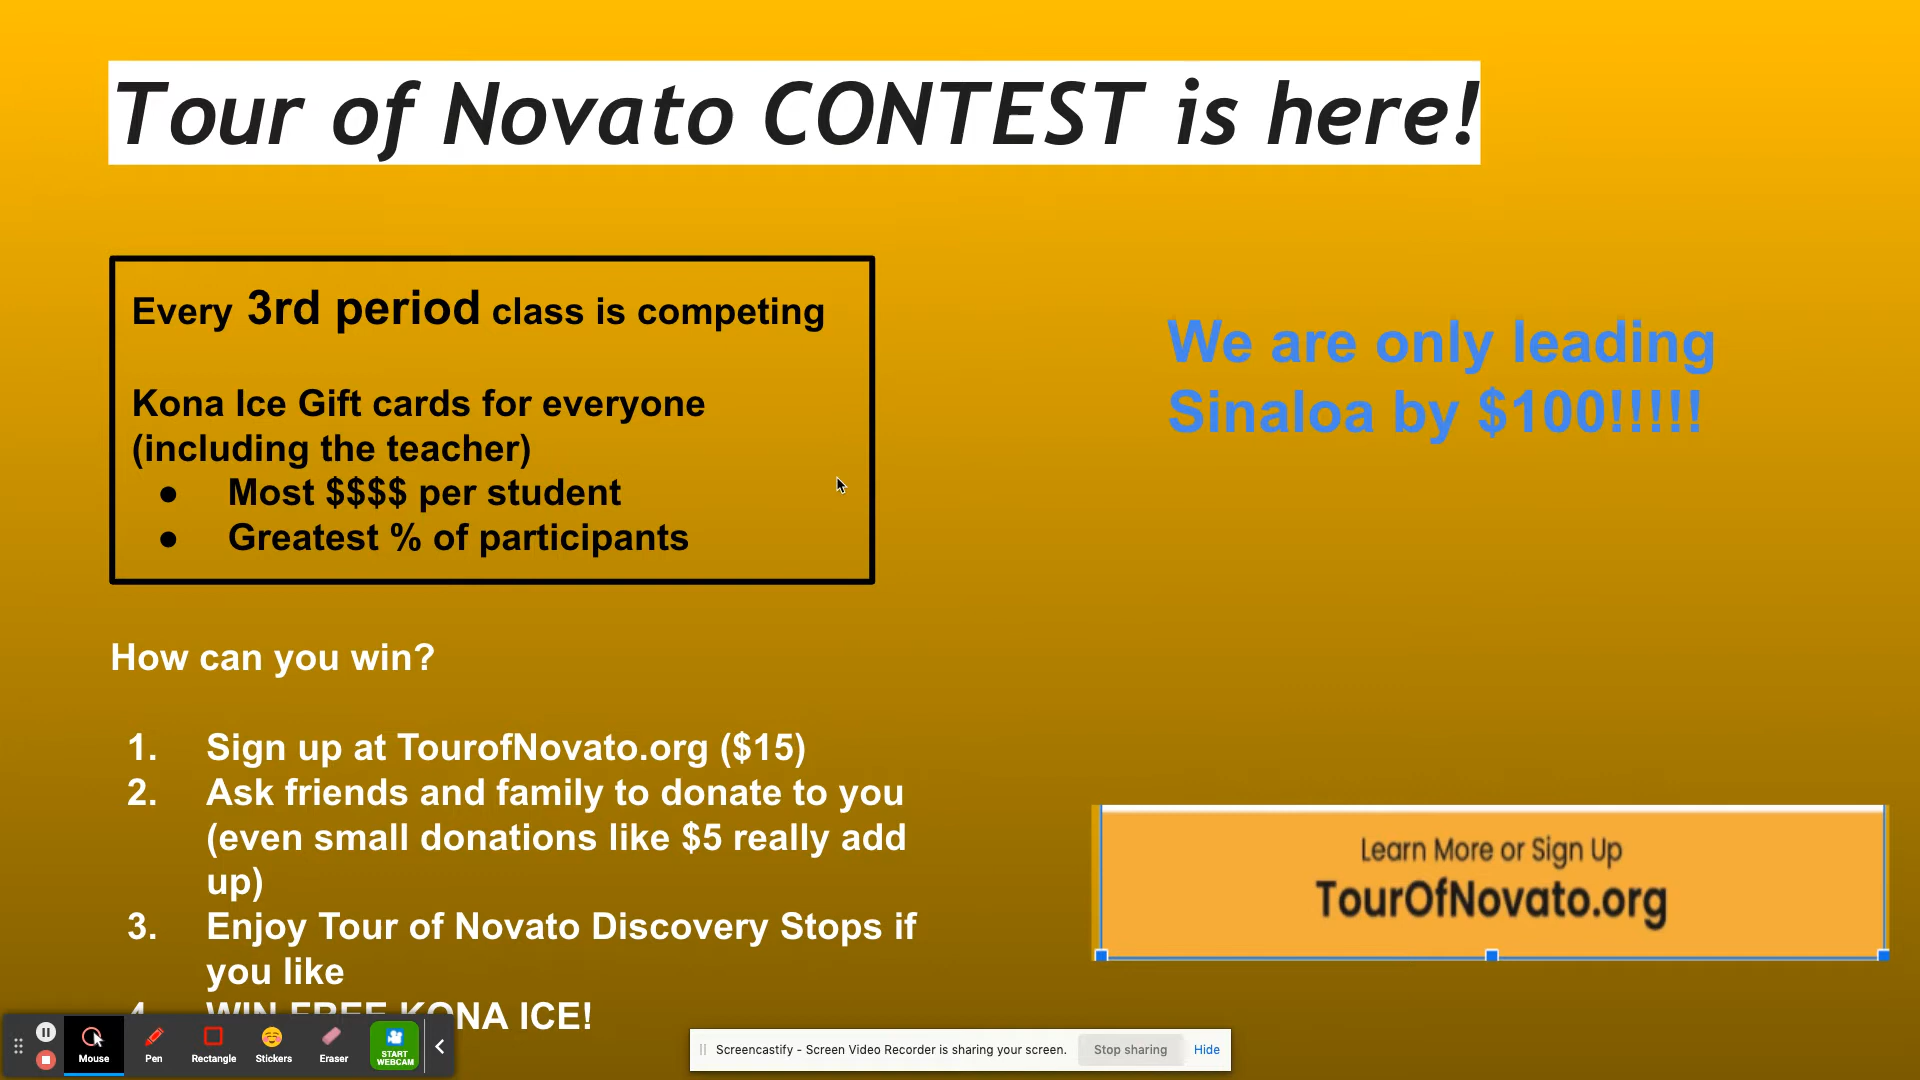 Tour of Novato CONTEST is here!
Every 3rd period class is competing
Kona Ice Gift cards for everyone
(including the teacher)
● Most $$$$ per student
● Greatest % of participants
We are only leading
Sinaloa by $100!!!!!
How can you win?
1. Sign up at TourofNovato.org ($15)
2. Ask friends and family to donate to you
(even small donations like $5 really add
up)
3. Enjoy Tour of Novato Discovery Stops if
you like
4. WIN FREE KONA ICE!
Learn More or Sign Up
TourOfNovato.org
Mouse
Pen
Rectangle
Stickers
Eraser
START
WEBCAM
Screencastify - Screen Video Recorder is sharing your screen.
Stop sharing
Hide